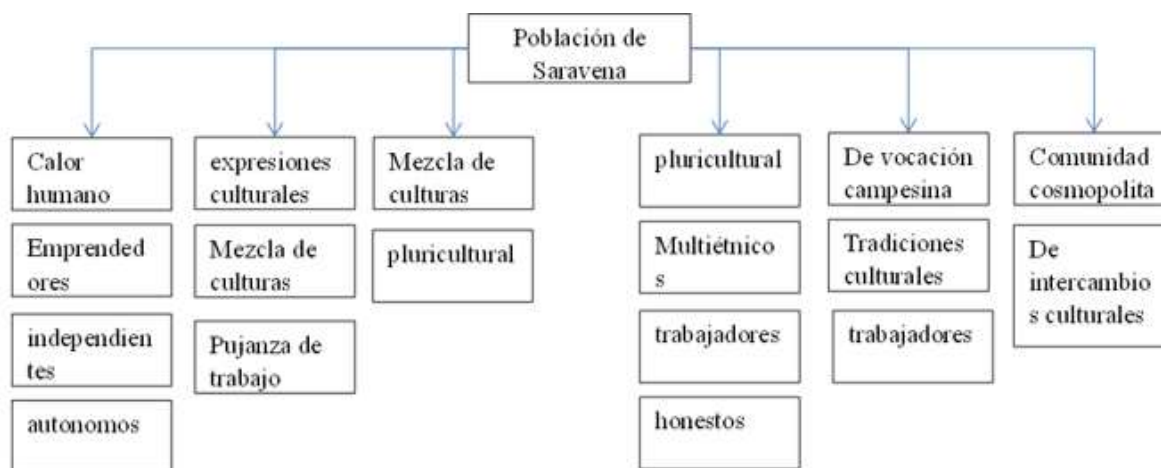 Población de
Saravena
Calor
humano
Emprended
ores
independien
tes
autonomos
expresiones
culturales
Mezcla de
culturas
Pujanza de
trabajo
Mezcla de
culturas
pluricultural
pluricultural
Multiétnico
s
trabajadores
honestos
De vocación
campesina
Tradiciones
culturales
trabajadores
Comunidad
cosmopolita
De
intercambio
s culturales